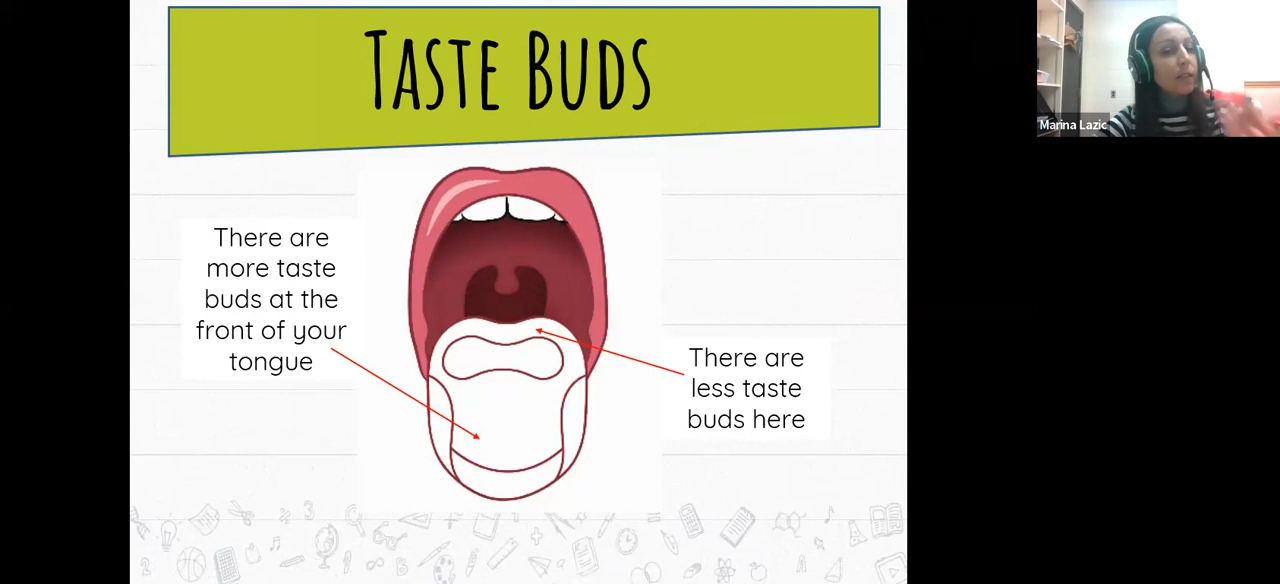 TASTE BUDS
Marina Lazic
There are
more taste
buds at the
front of your
tongue
There are
less taste
buds here